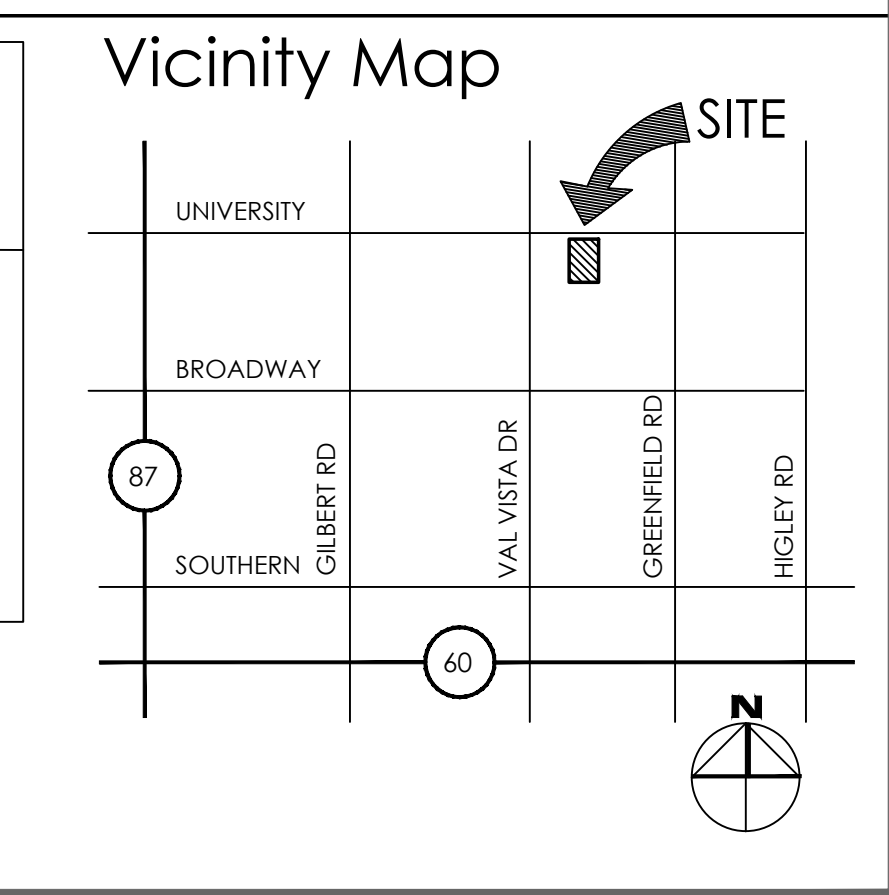 Vicinity Map
SITE
UNIVERSITY
BROADWAY
87
GILBERT RD
VAL VISTA DR
GREENFIELD RD
HIGLEY RD
SOUTHERN
60
N